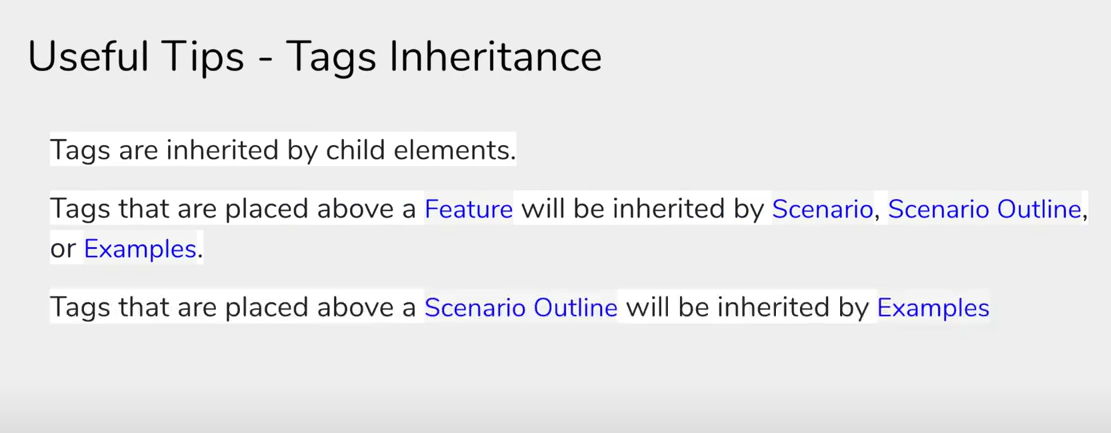 Useful Tips - Tags Inheritance
Tags are inherited by child elements.
Tags that are placed above a Feature will be inherited by Scenario, Scenario Outline,
or Examples.
Tags that are placed above a Scenario Outline will be inherited by Examples